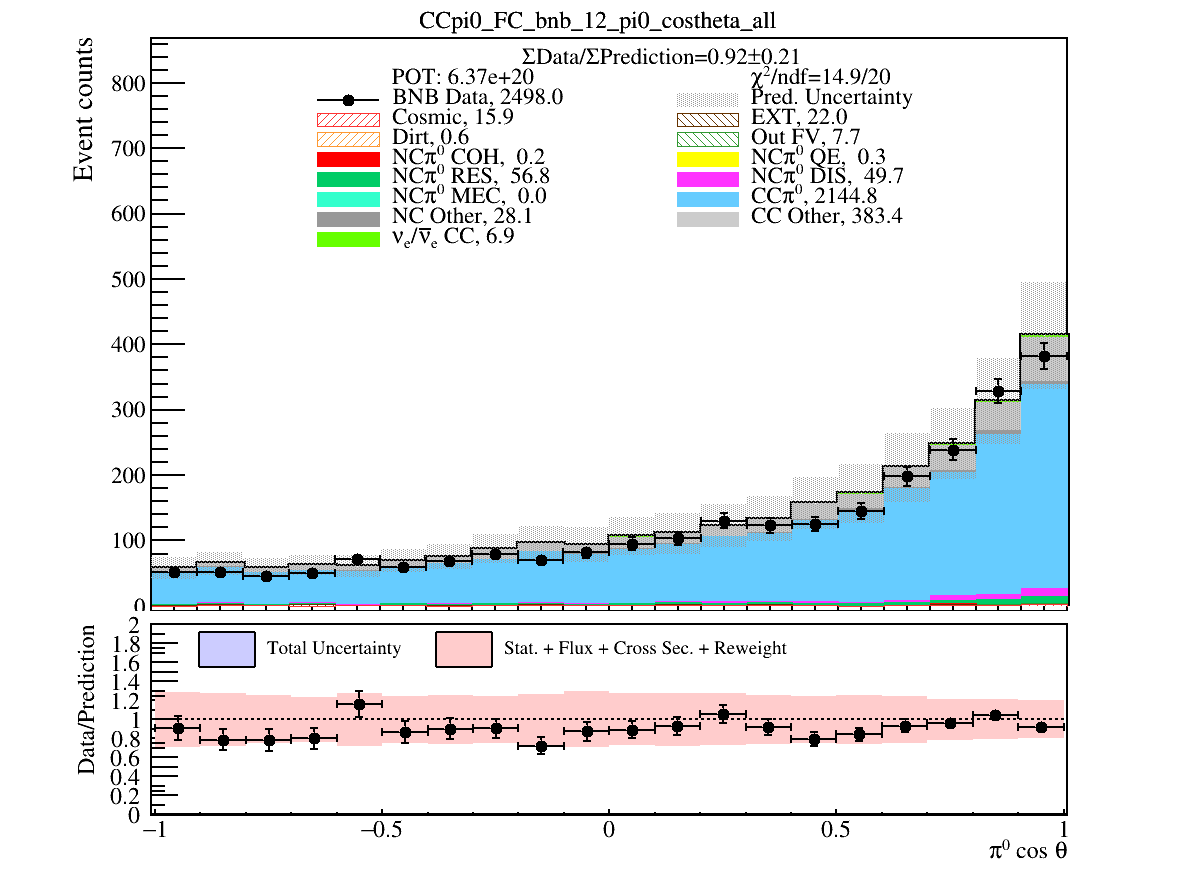 CCpi0_FC_bnb_12_pi0_costheta_all
ΣData/ΣPrediction=0.92±0.21
POT: 6.37e+20
χ²/ndf=14.9/20
BNB Data, 2498.0
Pred. Uncertainty
Cosmic, 15.9
EXT, 22.0
Dirt, 0.6
Out FV, 7.7
NCπ⁰ COH, 0.2
NCπ⁰ QE, 0.3
NCπ⁰ RES, 56.8
NCπ⁰ DIS, 49.7
NCπ⁰ MEC, 0.0
CCπ⁰, 2144.8
NC Other, 28.1
CC Other, 383.4
νₑ/ν̅ₑ CC, 6.9
Event counts
800
700
600
500
400
300
200
100
0
Total Uncertainty
Stat. + Flux + Cross Sec. + Reweight
Data/Prediction
2
1.8
1.6
1.4
1.2
1
0.8
0.6
0.4
0.2
0
−1
−0.5
0
0.5
1
π⁰ cos θ